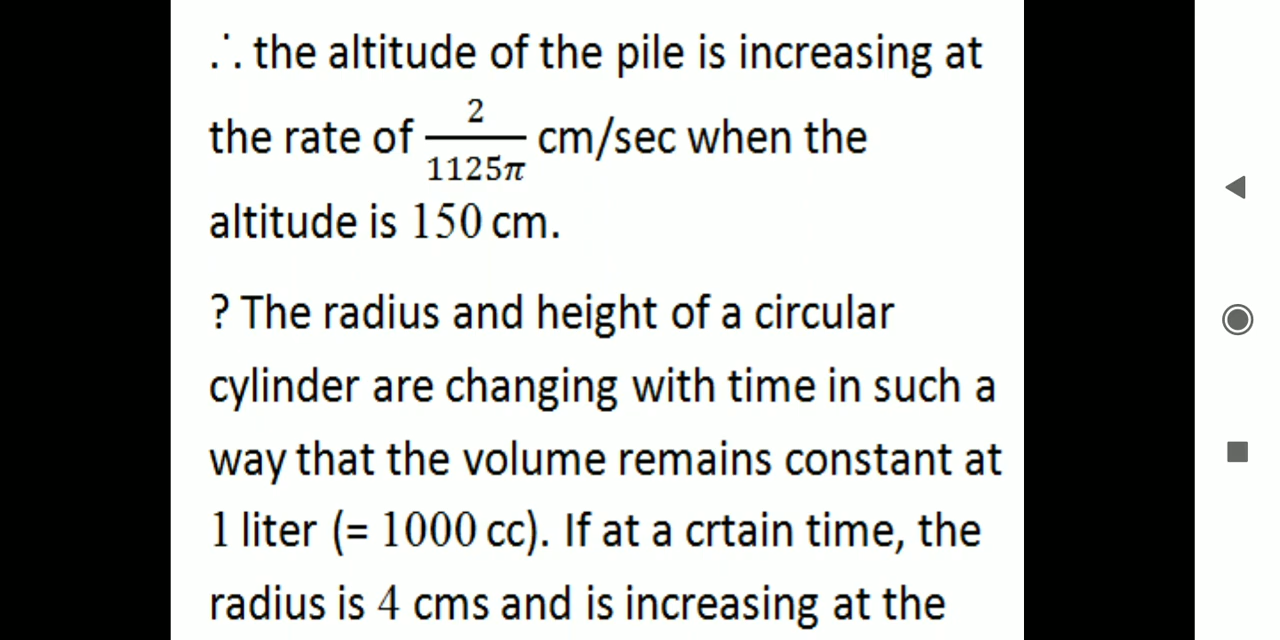 ∴ the altitude of the pile is increasing at
the rate of 2/1125π cm/sec when the
altitude is 150 cm.
? The radius and height of a circular
cylinder are changing with time in such a
way that the volume remains constant at
1 liter (= 1000 cc). If at a crtain time, the
radius is 4 cms and is increasing at the